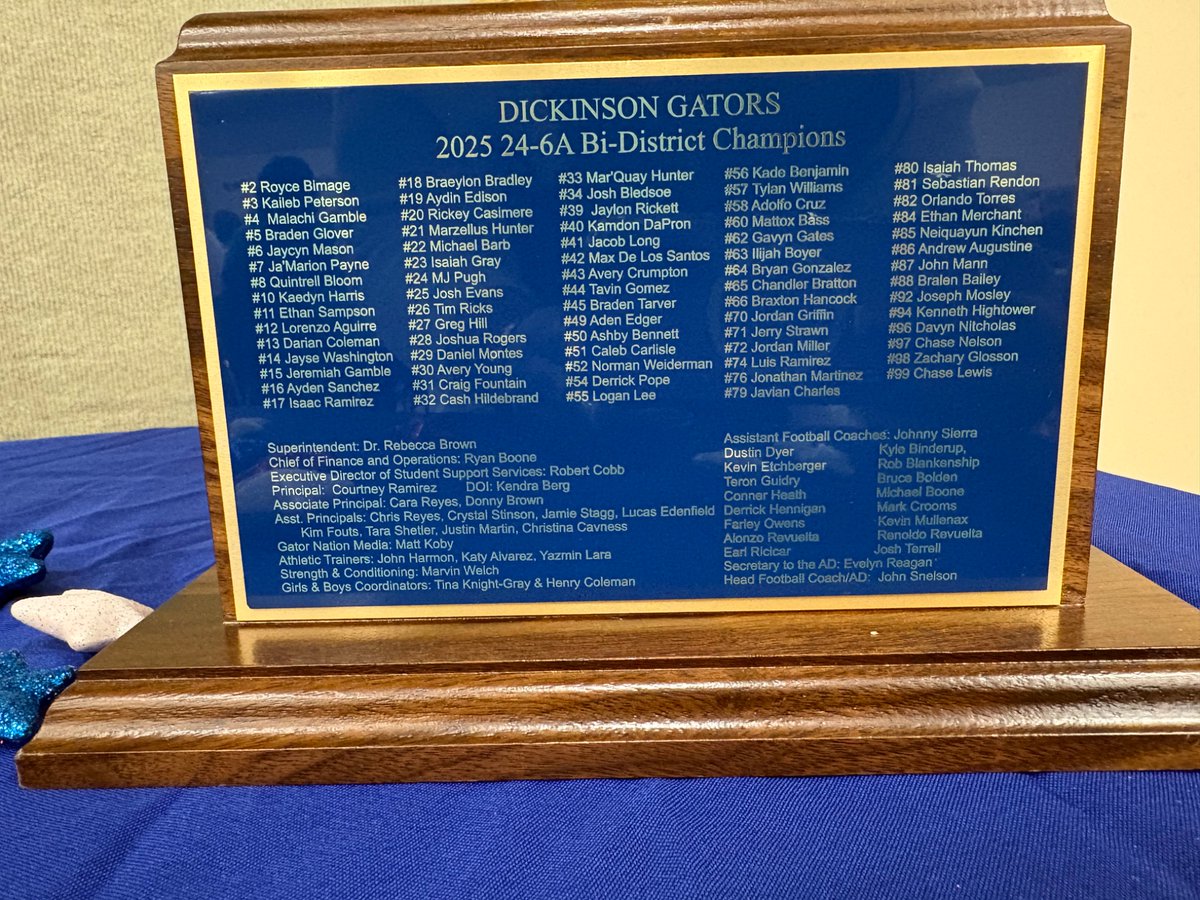 DICKINSON GATORS
2025 24-6A Bi-District Champions
#2 Royce Bimage
#3 Kaileb Peterson
#4 Malachi Gamble
#5 Braden Glover
#6 Jaycyn Mason
#7 Ja'Marion Payne
#8 Quintrell Bloom
#10 Kaedyn Harris
#11 Ethan Sampson
#12 Lorenzo Aguirre
#13 Darian Coleman
#14 Jayse Washington
#15 Jeremiah Gamble
#16 Ayden Sanchez
#17 Isaac Ramirez
#18 Braeylon Bradley
#19 Aydin Edison
#20 Rickey Casimere
#21 Marzellus Hunter
#22 Michael Barb
#23 Isaiah Gray
#24 MJ Pugh
#25 Josh Evans
#26 Tim Ricks
#27 Greg Hill
#28 Joshua Rogers
#29 Daniel Montes
#30 Avery Young
#31 Craig Fountain
#32 Cash Hildebrand
#33 Mar'Quay Hunter
#34 Josh Bledsoe
#39 Jaylon Rickett
#40 Kamdon DaPron
#41 Jacob Long
#42 Max De Los Santos
#43 Avery Crumpton
#44 Tavin Gomez
#45 Braden Tarver
#49 Aden Edger
#50 Ashby Bennett
#51 Caleb Carlisle
#52 Norman Weiderman
#54 Derrick Pope
#55 Logan Lee
#56 Kade Benjamin
#57 Tylan Williams
#58 Adolfo Cruz
#60 Mattox Bass
#62 Gavyn Gates
#63 Ilijah Boyer
#64 Bryan Gonzalez
#65 Chandler Bratton
#66 Braxton Hancock
#70 Jordan Griffin
#71 Jerry Strawn
#72 Jordan Miller
#74 Luis Ramirez
#76 Jonathan Martinez
#79 Javian Charles
#80 Isaiah Thomas
#81 Sebastian Rendon
#82 Orlando Torres
#84 Ethan Merchant
#85 Neiquayun Kinchen
#86 Andrew Augustine
#87 John Mann
#88 Bralen Bailey
#92 Joseph Mosley
#94 Kenneth Hightower
#96 Davyn Nitcholas
#97 Chase Nelson
#98 Zachary Glosson
#99 Chase Lewis
Superintendent: Dr. Rebecca Brown
Chief of Finance and Operations: Ryan Boone
Executive Director of Student Support Services: Robert Cobb
Principal: Courtney Ramirez DOI: Kendra Berg
Associate Principal: Cara Reyes, Donny Brown
Asst. Principals: Chris Reyes, Crystal Stinson, Jamie Stagg, Lucas Edenfield
Kim Fouts, Tara Shetler, Justin Martin, Christina Cavness
Gator Nation Media: Matt Koby
Athletic Trainers: John Harmon, Katy Alvarez, Yazmin Lara
Strength & Conditioning: Marvin Welch
Girls & Boys Coordinators: Tina Knight-Gray & Henry Coleman
Assistant Football Coaches: Johnny Sierra
Dustin Dyer Kyle Binderup,
Kevin Etchberger Rob Blankenship
Teron Guidry Bruce Bolden
Conner Heath Michael Boone
Derrick Hennigan Mark Crooms
Farley Owens Kevin Mullenax
Alonzo Revuelta Renoldo Revuelta
Earl Ricicar Josh Terrell
Secretary to the AD: Evelyn Reagan
Head Football Coach/AD: John Snelson